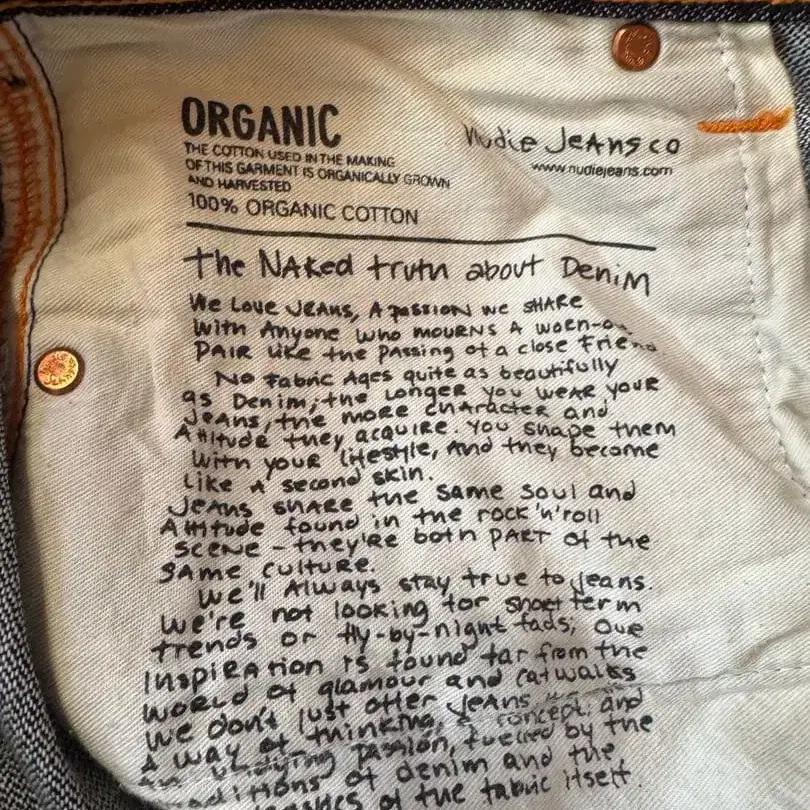 ORGANIC
THE COTTON USED IN THE MAKING
OF THIS GARMENT IS ORGANICALLY GROWN
AND HARVESTED
100% ORGANIC COTTON
Nudie Jeans co
www.nudiejeans.com
The Naked truth about Denim
We Love JEANS, A passion we SHARE
With Anyone who mourns A worn-o
PAIR like the passing of a close Frien
No Fabric Ages quite as beautifully
as Denim; the Longer you wear your
Jeans, the more character and
Attitude they acquire. You shape them
with your lifestyle, and they become
Like A second skin.
Jeans share the same soul and
Attitude found in the rock 'n' roll
scene – they're both part of the
same culture.
We'll Always stay true to jeans.
We're not looking for short term
trends or fly-by-night fads; our
Inspiration is found far from the
world of glamour and catwalks
We don't just offer Jeans, concept, and
A way of thinking,
An undying passion, fueled by the
traditions of denim and the
of the fabric itself.